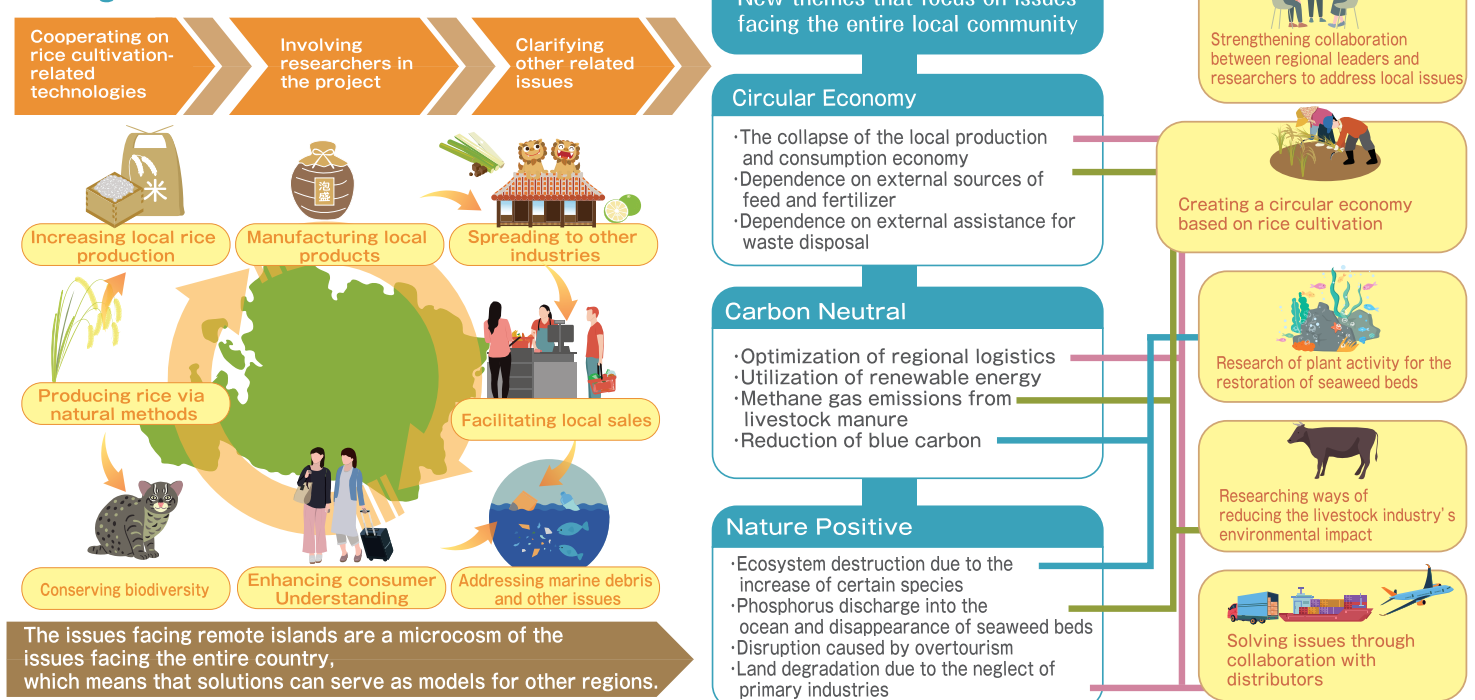 Cooperating on
rice cultivation-
related
technologies
Involving
researchers in
the project
Clarifying
other related
issues
米
泡
盛
Increasing local rice
production
Manufacturing local
products
Spreading to other
industries
Producing rice via
natural methods
Facilitating local sales
Conserving biodiversity
Enhancing consumer
Understanding
Addressing marine debris
and other issues
The issues facing remote islands are a microcosm of the
issues facing the entire country,
which means that solutions can serve as models for other regions.
New themes that focus on issues
facing the entire local community
Circular Economy
・The collapse of the local production
and consumption economy
・Dependence on external sources of
feed and fertilizer
・Dependence on external assistance for
waste disposal
Carbon Neutral
・Optimization of regional logistics
・Utilization of renewable energy
・Methane gas emissions from
livestock manure
・Reduction of blue carbon
Nature Positive
・Ecosystem destruction due to the
increase of certain species
・Phosphorus discharge into the
ocean and disappearance of seaweed beds
・Disruption caused by overtourism
・Land degradation due to the neglect of
primary industries
Strengthening collaboration
between regional leaders and
researchers to address local issues
Creating a circular economy
based on rice cultivation
Research of plant activity for the
restoration of seaweed beds
Researching ways of
reducing the livestock industry's
environmental impact
Solving issues through
collaboration with
distributors